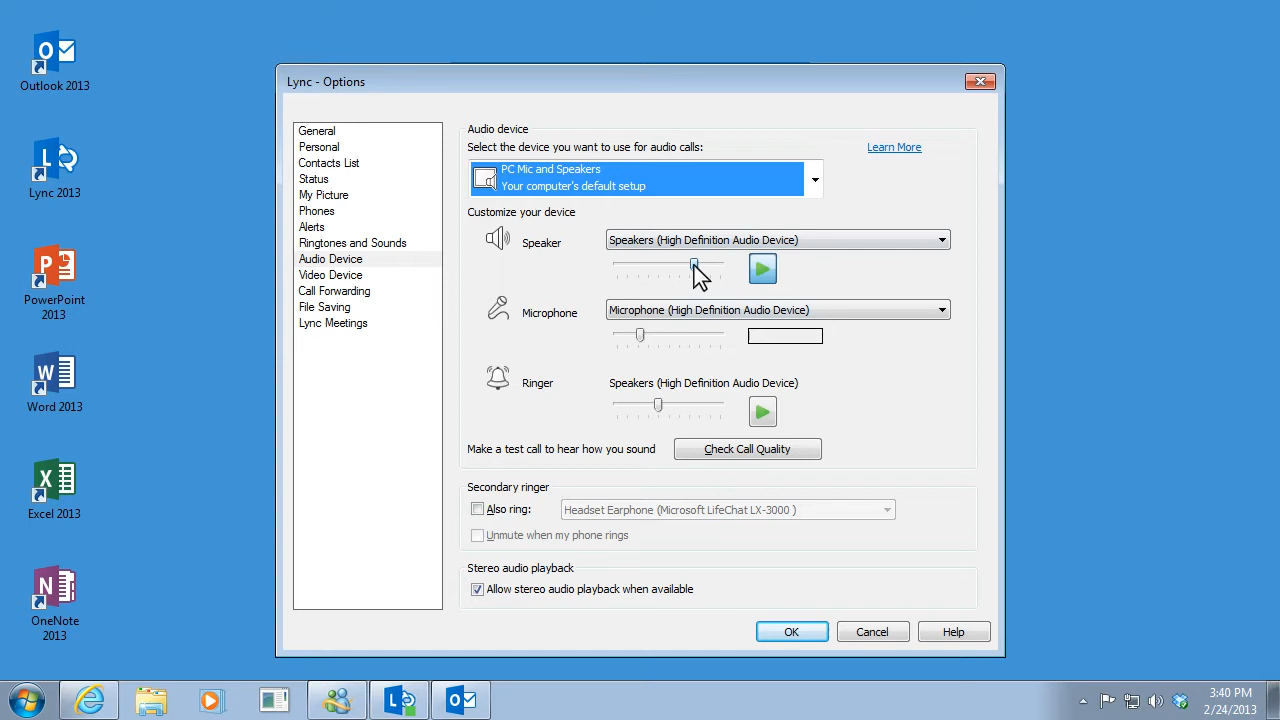 Outlook 2013
Lync 2013
PowerPoint
2013
Word 2013
Excel 2013
OneNote
2013
Lync - Options
General
Personal
Contacts List
Status
My Picture
Phones
Alerts
Ringtones and Sounds
Audio Device
Video Device
Call Forwarding
File Saving
Lync Meetings
Audio device
Select the device you want to use for audio calls:
Learn More
PC Mic and Speakers
Your computer's default setup
Customize your device
Speaker
Speakers (High Definition Audio Device)
Microphone
Microphone (High Definition Audio Device)
Ringer
Speakers (High Definition Audio Device)
Make a test call to hear how you sound
Check Call Quality
Secondary ringer
Also ring:
Headset Earphone (Microsoft LifeChat LX-3000 )
Unmute when my phone rings
Stereo audio playback
Allow stereo audio playback when available
OK
Cancel
Help
3:40 PM
2/24/2013